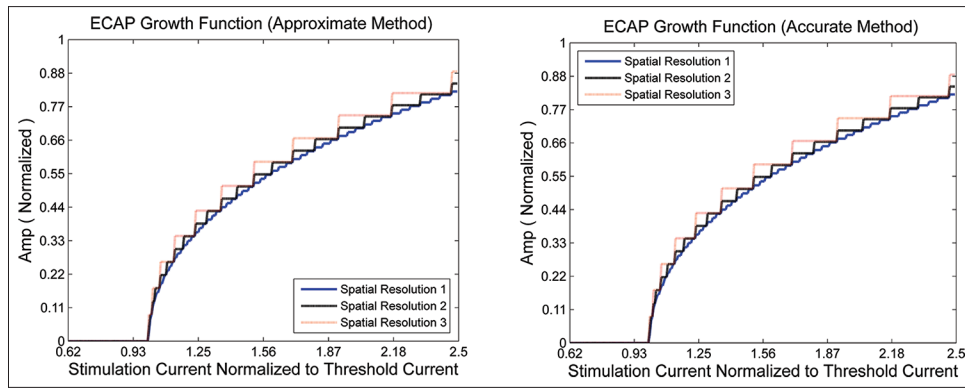 ECAP Growth Function (Approximate Method)
1
0.88
0.77
0.66
0.55
0.44
0.33
0.22
0.11
0
Amp ( Normalized )
Spatial Resolution 1
Spatial Resolution 2
Spatial Resolution 3
0.62 0.93 1.25 1.56 1.87 2.18 2.5
Stimulation Current Normalized to Threshold Current
ECAP Growth Function (Accurate Method)
1
0.88
0.77
0.66
0.55
0.44
0.33
0.22
0.11
0
Amp ( Normalized )
Spatial Resolution 1
Spatial Resolution 2
Spatial Resolution 3
0.62 0.93 1.25 1.56 1.87 2.18 2.5
Stimulation Current Normalized to Threshold Current